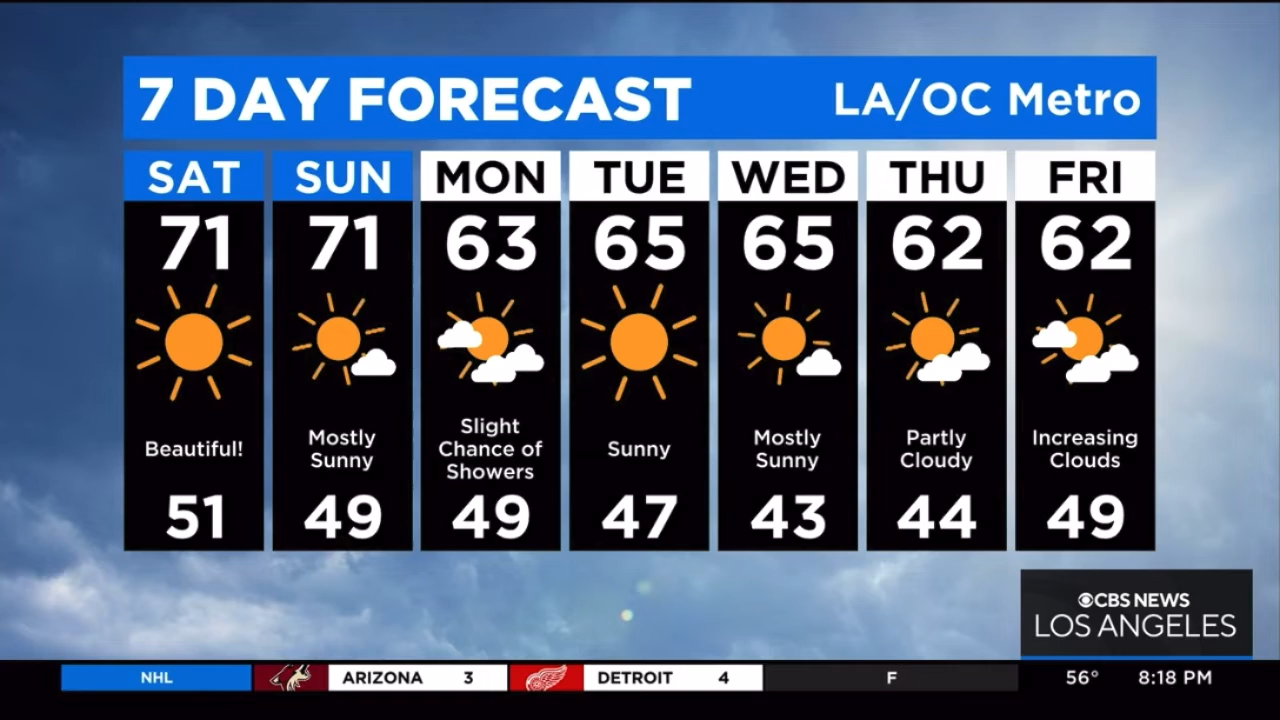 7 DAY FORECAST
LA/OC Metro
SAT
71
Beautiful!
51
SUN
71
Mostly
Sunny
49
MON
63
Slight
Chance of
Showers
49
TUE
65
Sunny
47
WED
65
Mostly
Sunny
43
THU
62
Partly
Cloudy
44
FRI
62
Increasing
Clouds
49
CBS NEWS
LOS ANGELES
NHL ARIZONA 3 DETROIT 4 F 56° 8:18 PM